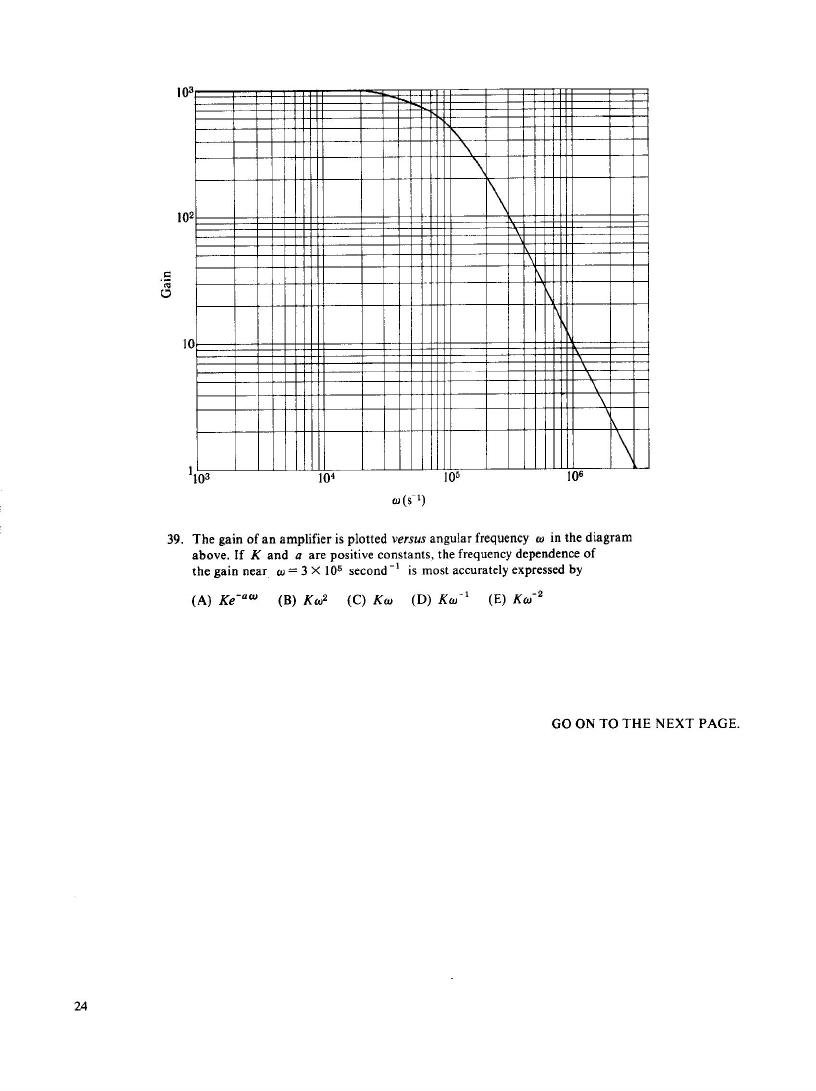 10³
10²
Gain
10
1
10³ 10⁴ 10⁵ 10⁶
ω (s⁻¹)
39. The gain of an amplifier is plotted versus angular frequency ω in the diagram
above. If K and a are positive constants, the frequency dependence of
the gain near ω = 3 × 10⁵ second⁻¹ is most accurately expressed by
(A) Ke⁻ᵃᵚ (B) Kω² (C) Kω (D) Kω⁻¹ (E) Kω⁻²
GO ON TO THE NEXT PAGE.
24